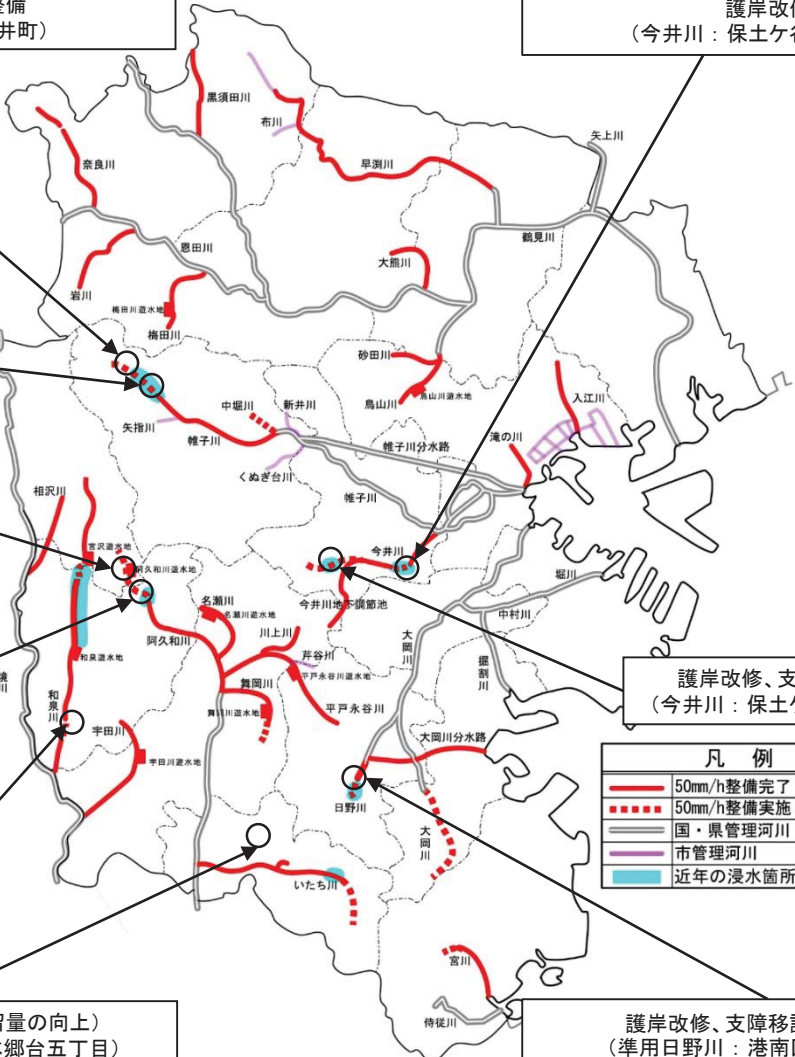 整備
井町)
護岸改修
(今井川：保土ケ谷
黒須田川
布川
矢上川
奈良川
早渕川
恩田川
鶴見川
大熊川
岩川
梅田川遊水地
梅田川
砂田川
鳥山川
鳥山川遊水地
入江川
中堀川
新井川
滝の川
矢指川
帷子川
帷子川分水路
くぬぎ台川
帷子川
相沢川
宮沢遊水地
阿久和川遊水地
今井川
堀川
名瀬川
名瀬川遊水地
今井川地下調節池
中村川
川上川
大岡川
阿久和川
芹谷川
和泉遊水地
平戸永谷川遊水地
堀割川
境川
舞岡川
護岸改修、支
(今井川：保土ケ
和泉川
舞岡川遊水地
平戸永谷川
宇田川
大岡川分水路
宇田川遊水地
凡 例
50mm/h整備完了
日野川
50mm/h整備実施
大岡川
国・県管理河川
市管理河川
近年の浸水箇所
いたち川
宮川
侍従川
留量の向上)
本郷台五丁目)
護岸改修、支障移設
(準用日野川：港南区